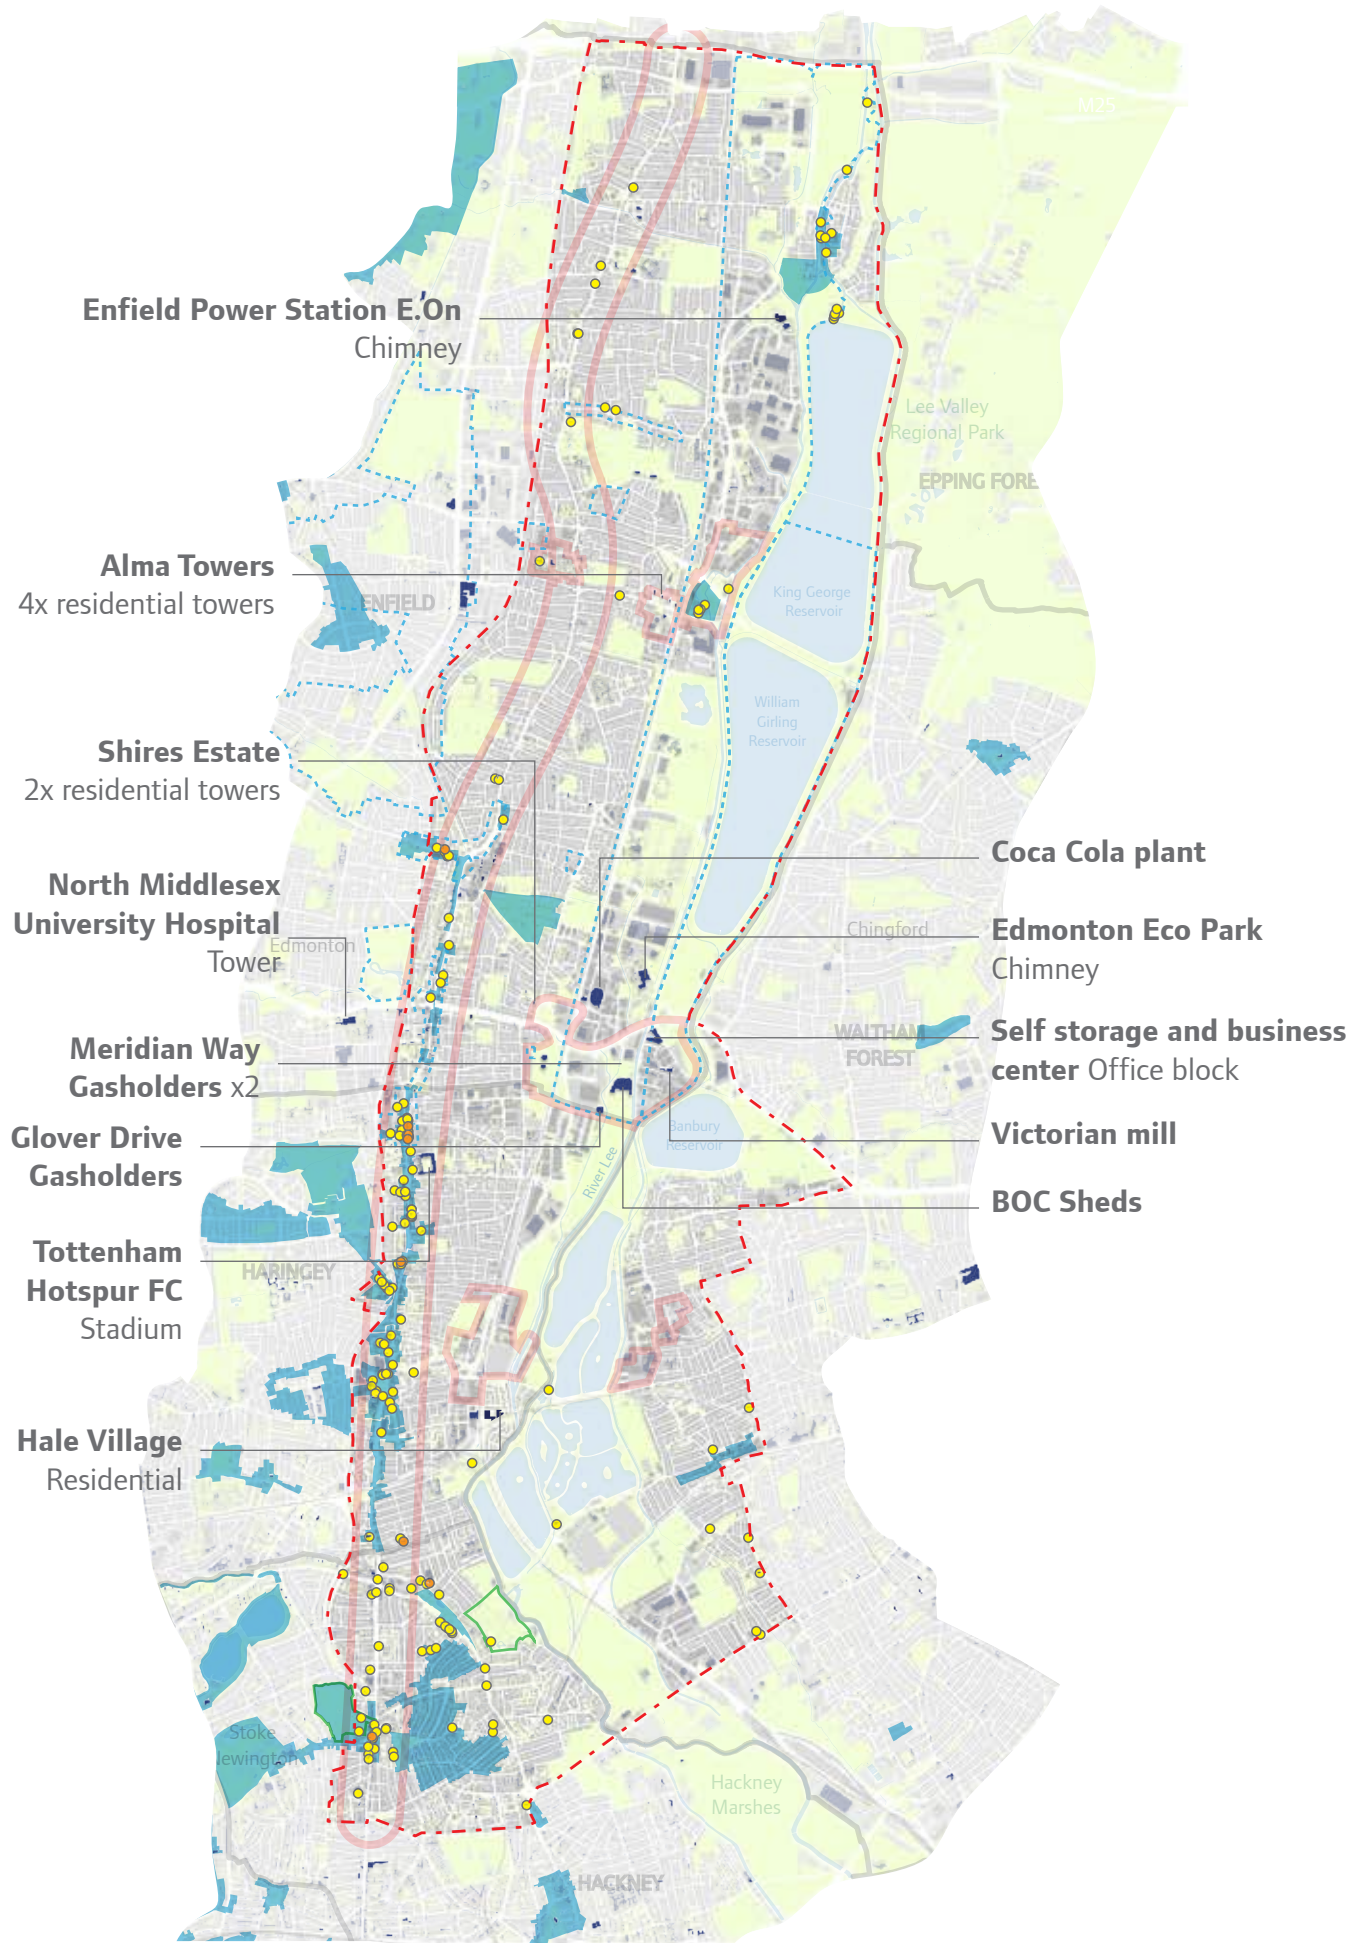 M25
Enfield Power Station E.On
Chimney
Lee Valley
Regional Park
EPPING FORE
Alma Towers
4x residential towers
ENFIELD
King George
Reservoir
William
Girling
Reservoir
Shires Estate
2x residential towers
Coca Cola plant
North Middlesex
University Hospital
Tower
Edmonton
Chingford
Edmonton Eco Park
Chimney
WALTHAM
FOREST
Self storage and business
center Office block
Meridian Way
Gasholders x2
Glover Drive
Gasholders
Banbury
Reservoir
Victorian mill
River Lee
BOC Sheds
Tottenham
Hotspur FC
Stadium
HARINGEY
Hale Village
Residential
Stoke
Newington
Hackney
Marshes
HACKNEY